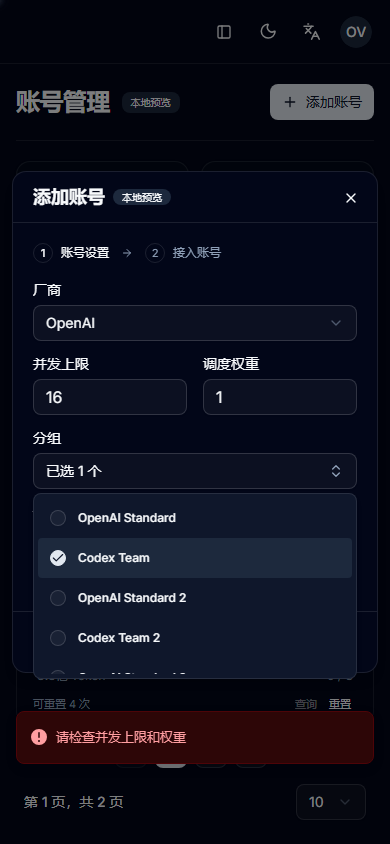 OV
账号管理 本地预览 添加账号
添加账号 本地预览
1 账号设置 2 接入账号
厂商
OpenAI
并发上限 调度权重
16 1
分组
已选 1 个
OpenAI Standard
Codex Team
OpenAI Standard 2
Codex Team 2
可重置 4 次 查询 重置
请检查并发上限和权重
第 1 页，共 2 页 10